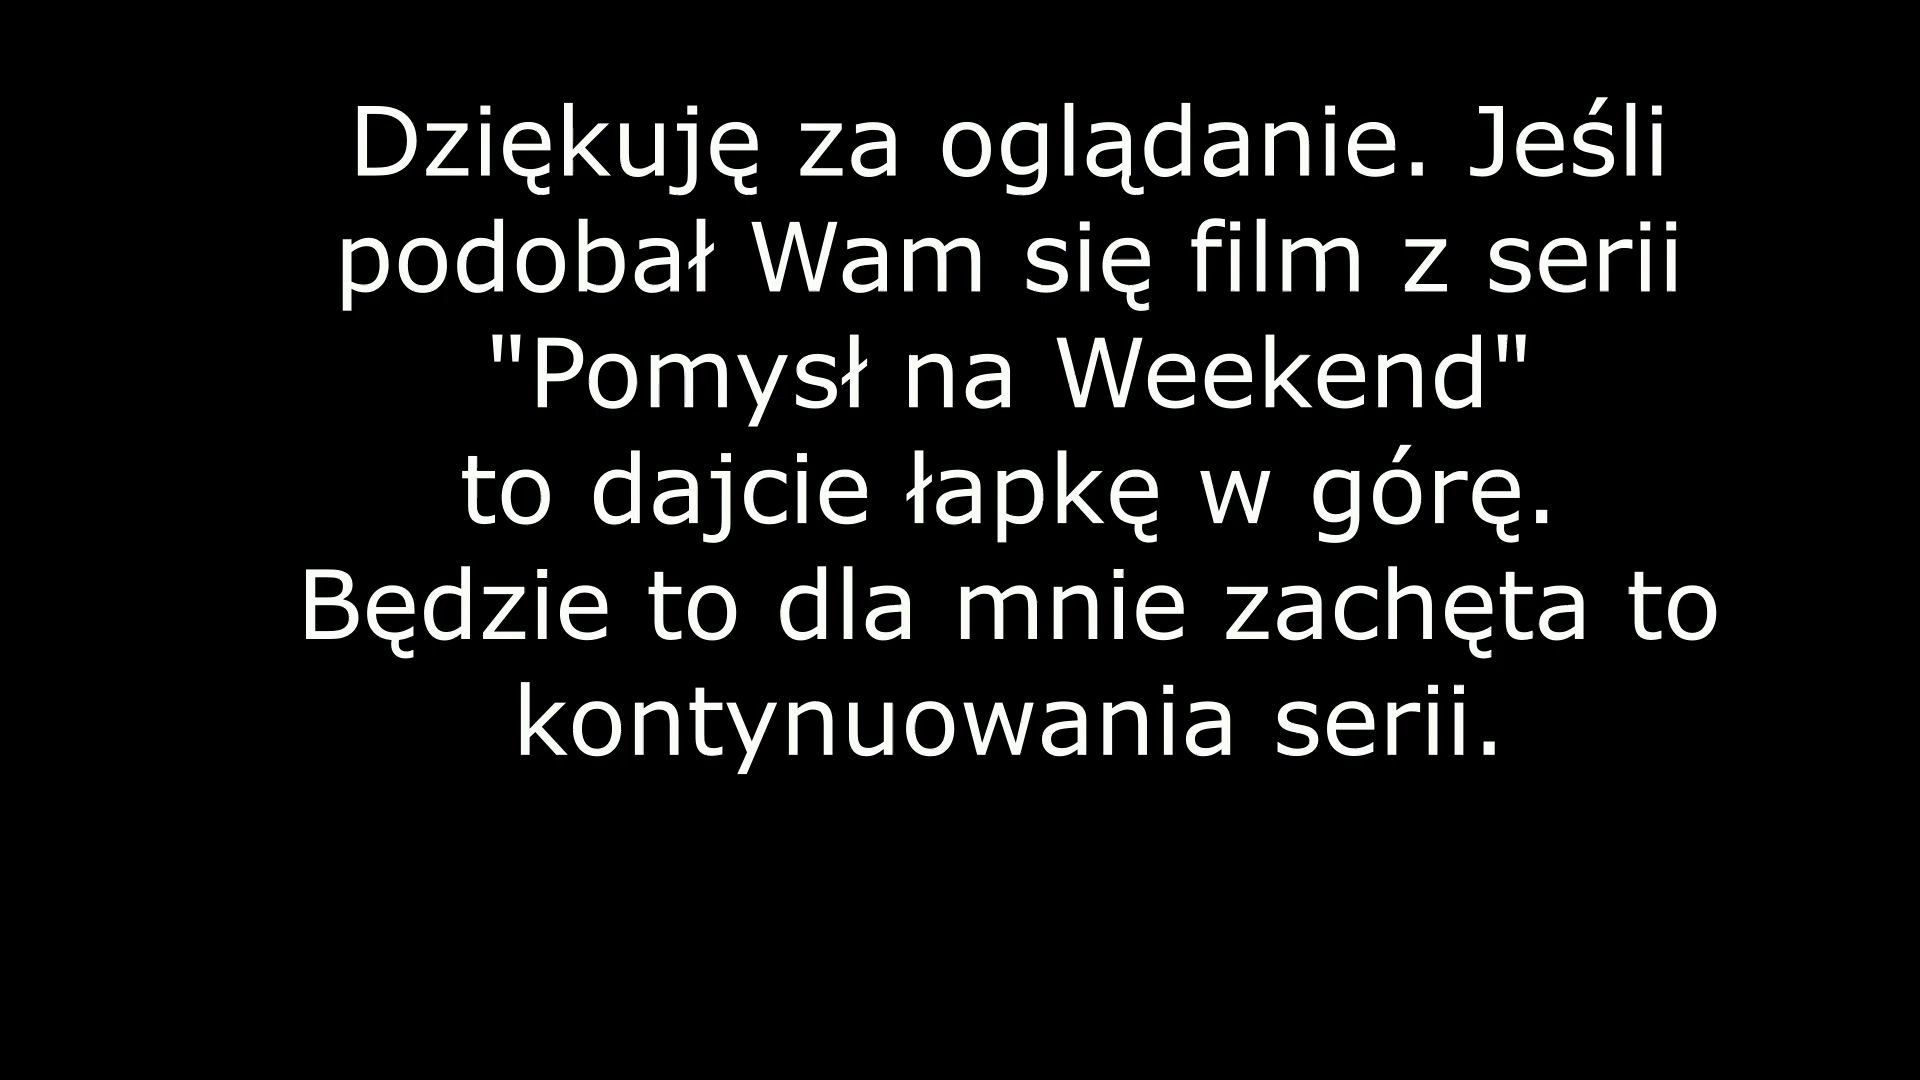 Dziękuję za oglądanie. Jeśli
podobał Wam się film z serii
"Pomysł na Weekend"
to dajcie łapkę w górę.
Będzie to dla mnie zachęta to
kontynuowania serii.